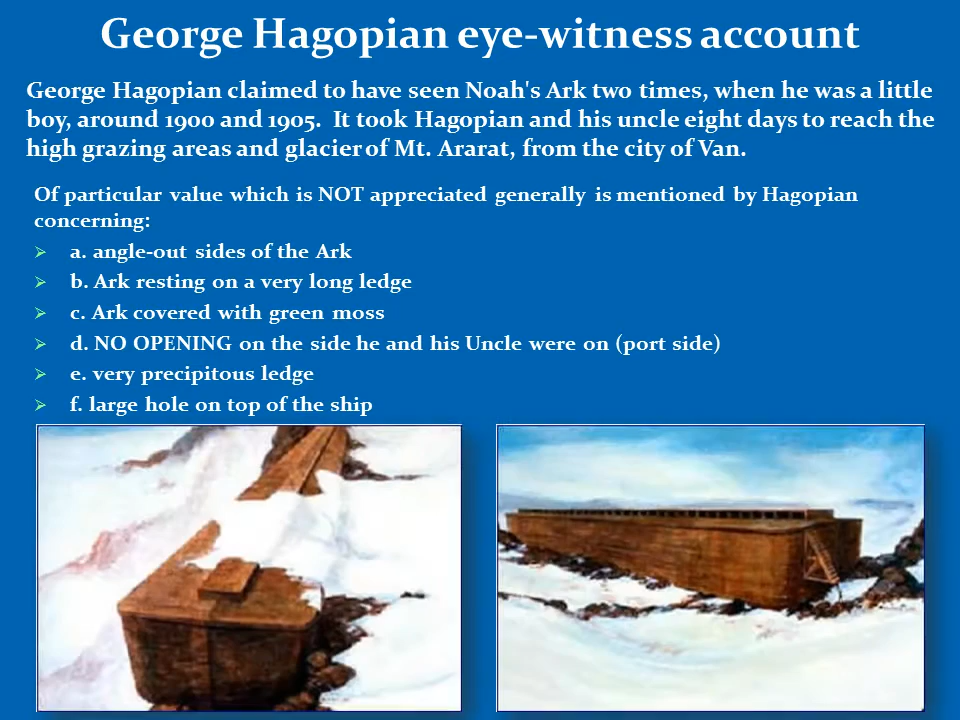 George Hagopian eye-witness account
George Hagopian claimed to have seen Noah's Ark two times, when he was a little
boy, around 1900 and 1905.  It took Hagopian and his uncle eight days to reach the
high grazing areas and glacier of Mt. Ararat, from the city of Van.
Of particular value which is NOT appreciated generally is mentioned by Hagopian
concerning:
a. angle-out sides of the Ark
b. Ark resting on a very long ledge
c. Ark covered with green moss
d. NO OPENING on the side he and his Uncle were on (port side)
e. very precipitous ledge
f. large hole on top of the ship